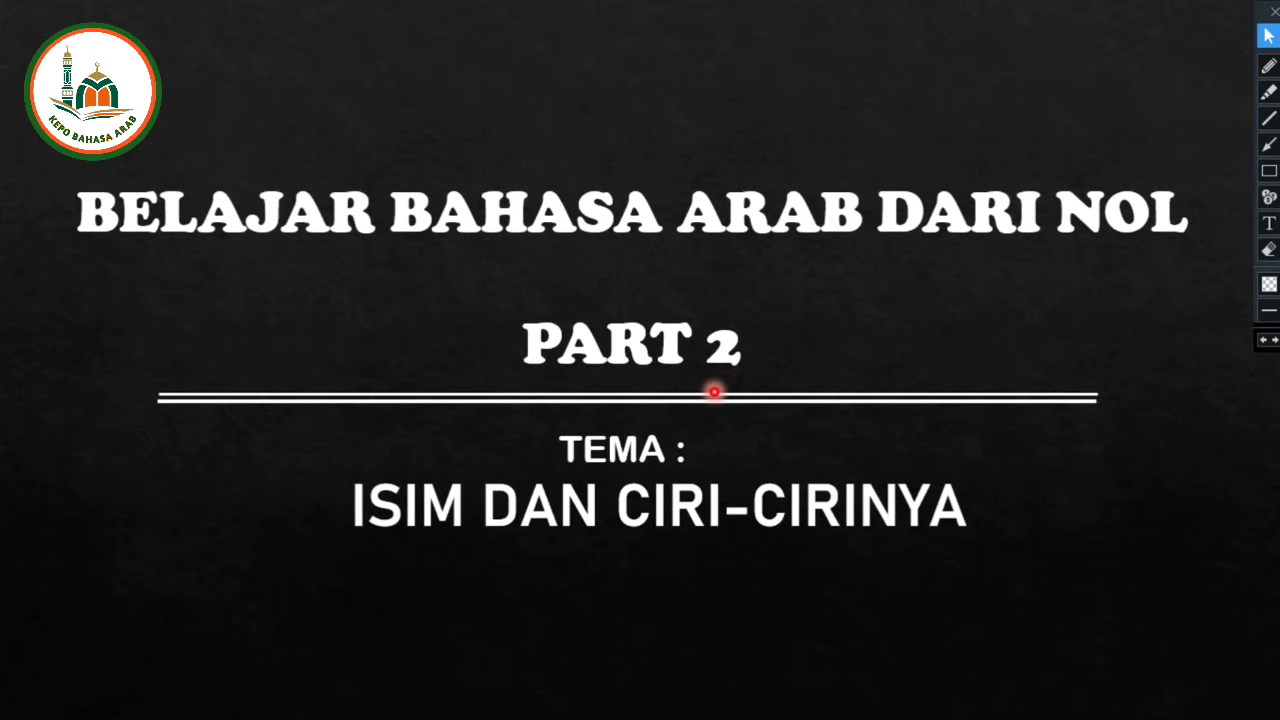 KEPO BAHASA ARAB
BELAJAR BAHASA ARAB DARI NOL
PART 2
TEMA :
ISIM DAN CIRI-CIRINYA